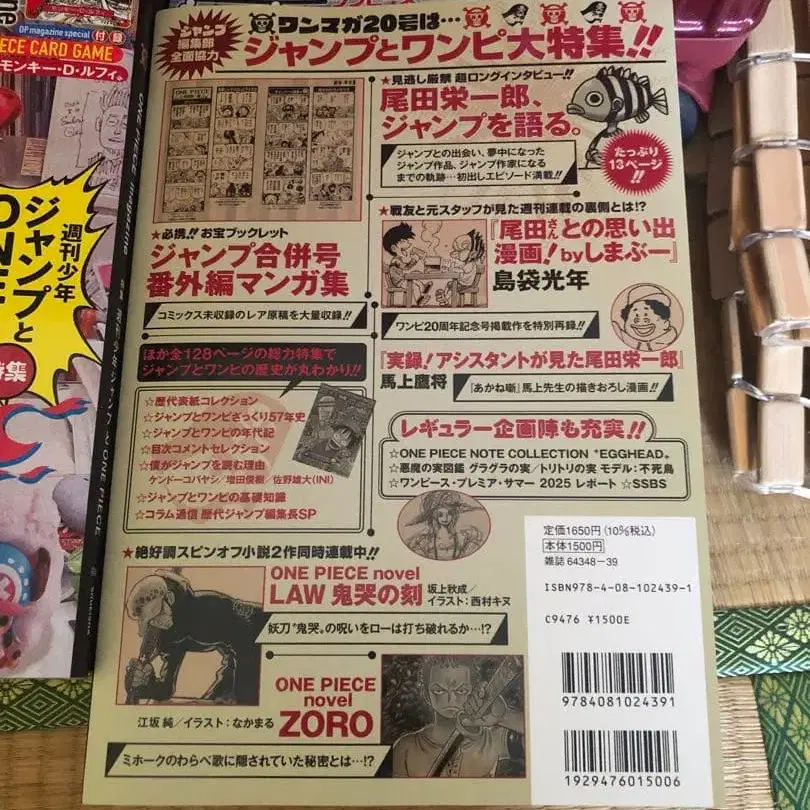 DP magazine special 付録
ECE CARD GAME
モンキー・D・ルフィ。
ONE PIECE magazine
週刊少年
ジャンプと
集
ジャンプ
編集部
全面協力
ワンマガ20号は…
ジャンプとワンピ大特集!!
★見逃し厳禁 超ロングインタビュー!!
尾田栄一郎、
ジャンプを語る。
ジャンプとの出会い、夢中になった
ジャンプ作品、ジャンプ作家になる
までの軌跡…初出しエピソード満載!!
たっぷり
13ページ
!!
★必携!! お宝ブックレット
ジャンプ合併号
番外編マンガ集
コミックス未収録のレア原稿を大量収録!!
★戦友と元スタッフが見た週刊連載の裏側とは!?
『尾田さんとの思い出
漫画！byしまぶー』
島袋光年
ワンピ20周年記念号掲載作を特別再録!!
『実録！アシスタントが見た尾田栄一郎』
馬上鷹将
『あかね噺』馬上先生の描きおろし漫画!!
ほか全128ページの総力特集で
ジャンプとワンピの歴史が丸わかり!!
☆歴代表紙コレクション
☆ジャンプとワンピざっくり57年史
☆ジャンプとワンピの年代記
☆目次コメントセレクション
☆僕がジャンプを読む理由
ケンドーコバヤシ／増田俊樹／佐野雄大(INI)
☆ジャンプとワンピの基礎知識
☆コラム通信 歴代ジャンプ編集長SP
レギュラー企画陣も充実!!
☆ONE PIECE NOTE COLLECTION "EGGHEAD"
☆悪魔の実図鑑 グラグラの実／トリトリの実 モデル：不死鳥
☆ワンピース・プレミア・サマー 2025 レポート ☆SSBS
★絶好調スピンオフ小説2作同時連載中!!
ONE PIECE novel
LAW 鬼哭の刻
坂上秋成／
イラスト：西村キヌ
妖刀"鬼哭"の呪いをローは打ち破れるか…!?
ONE PIECE
novel
ZORO
江坂 純／イラスト：なかまる
ミホークのわらべ歌に隠されていた秘密とは…!?
定価1650円(10%税込)
本体1500円
雑誌 64348-39
ISBN978-4-08-102439-1
C9476 ¥1500E
9784081024391
1929476015006